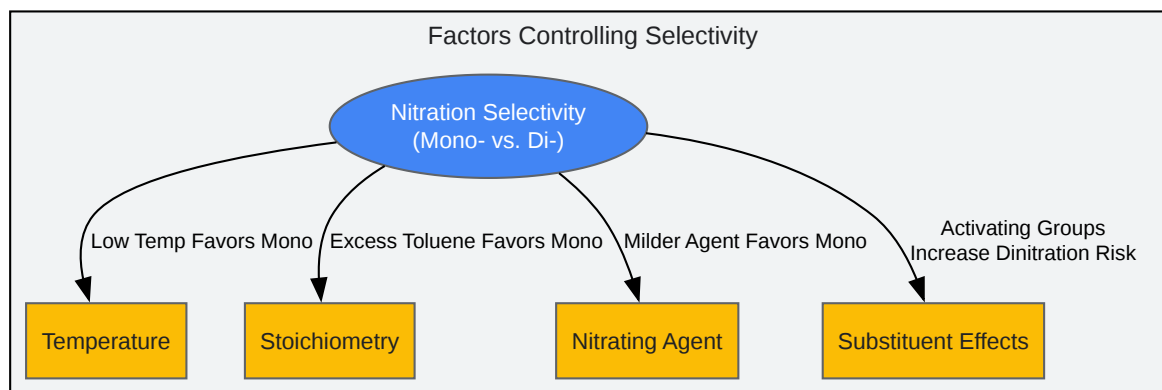 Factors Controlling Selectivity
Nitration Selectivity
(Mono- vs. Di-)
Low Temp Favors Mono
Excess Toluene Favors Mono
Milder Agent Favors Mono
Activating Groups
Increase Dinitration Risk
Temperature
Stoichiometry
Nitrating Agent
Substituent Effects